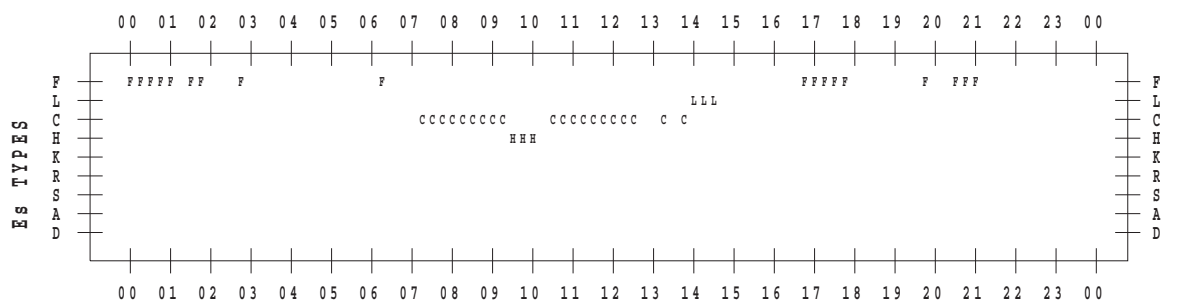 00 01 02 03 04 05 06 07 08 09 10 11 12 13 14 15 16 17 18 19 20 21 22 23 00
F FFFFF FF F F FFFFF F FFF F
L LLL L
C CCCCCCCCC CCCCCCCCC C C C
H HHH H
K K
R R
S S
A A
D D
Es TYPES
00 01 02 03 04 05 06 07 08 09 10 11 12 13 14 15 16 17 18 19 20 21 22 23 00